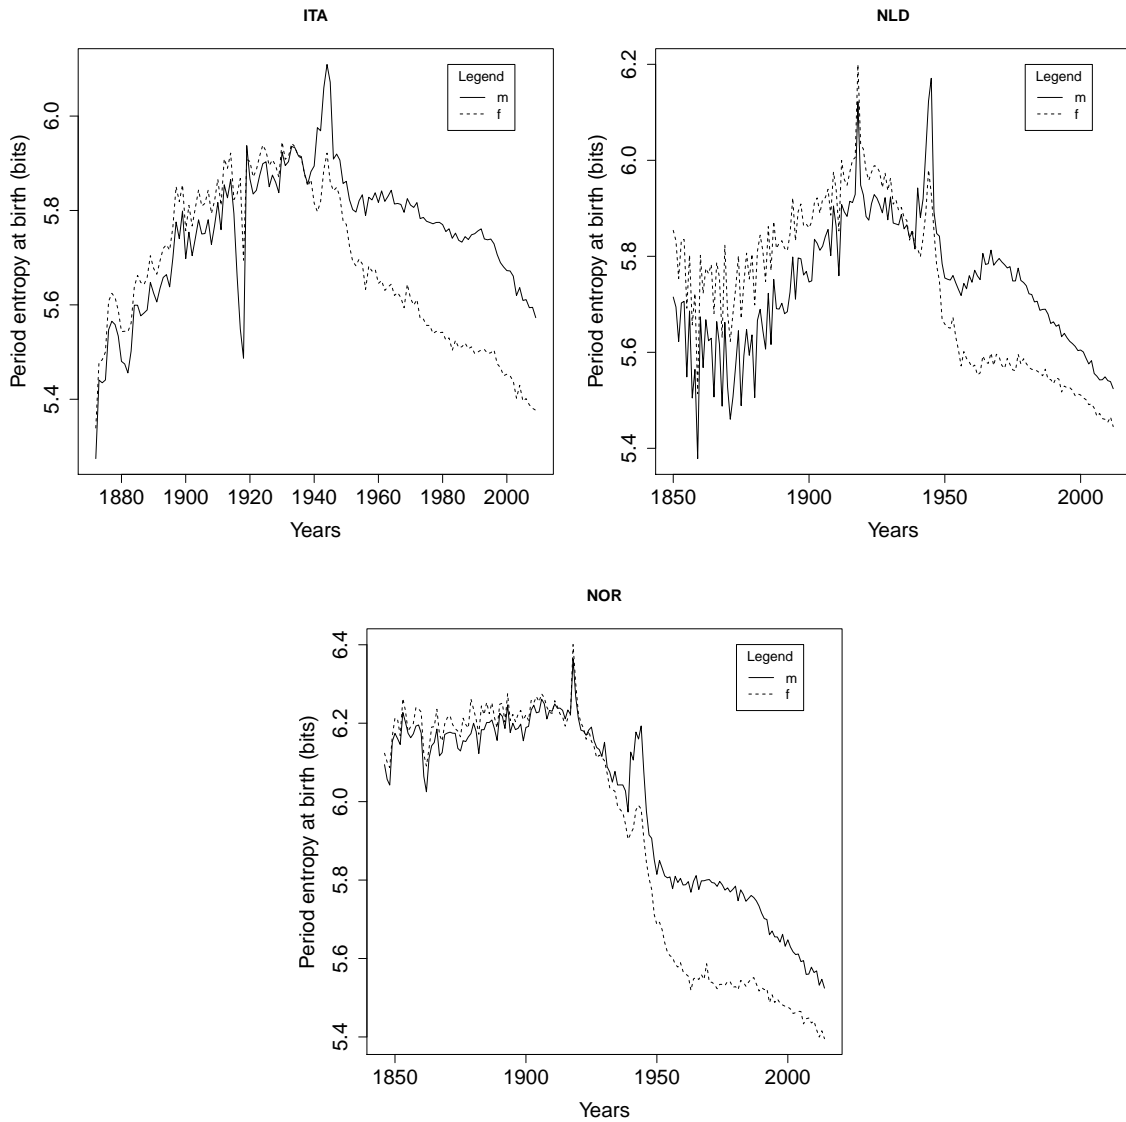 ITA
Period entropy at birth (bits)
6.0
5.8
5.6
5.4
Legend
m
f
1880 1900 1920 1940 1960 1980 2000
Years
NLD
Period entropy at birth (bits)
6.2
6.0
5.8
5.6
5.4
Legend
m
f
1850 1900 1950 2000
Years
NOR
Period entropy at birth (bits)
6.4
6.2
6.0
5.8
5.6
5.4
Legend
m
f
1850 1900 1950 2000
Years